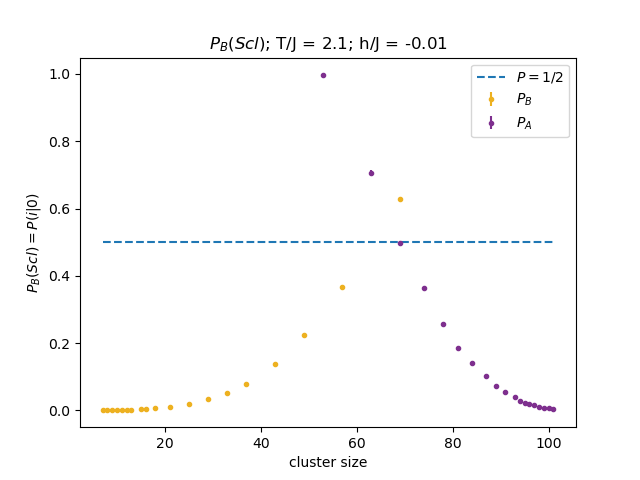 P_B(Scl); T/J = 2.1; h/J = -0.01
P = 1/2
P_B
P_A
P_B(Scl) = P(i|0)
1.0
0.8
0.6
0.4
0.2
0.0
20 40 60 80 100
cluster size